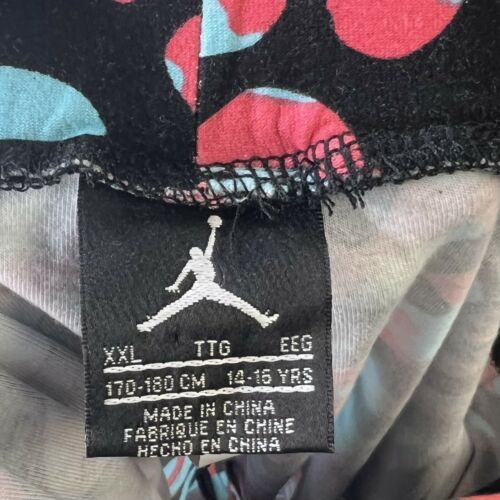 XXL TTG EEG
170-180 CM 14-16 YRS
MADE IN CHINA
FABRIQUE EN CHINE
HECHO EN CHINA